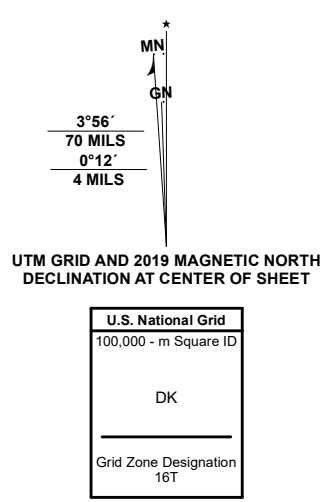 MN
GN
3°56´
70 MILS
0°12´
4 MILS
UTM GRID AND 2019 MAGNETIC NORTH
DECLINATION AT CENTER OF SHEET
U.S. National Grid
100,000 - m Square ID
DK
Grid Zone Designation
16T